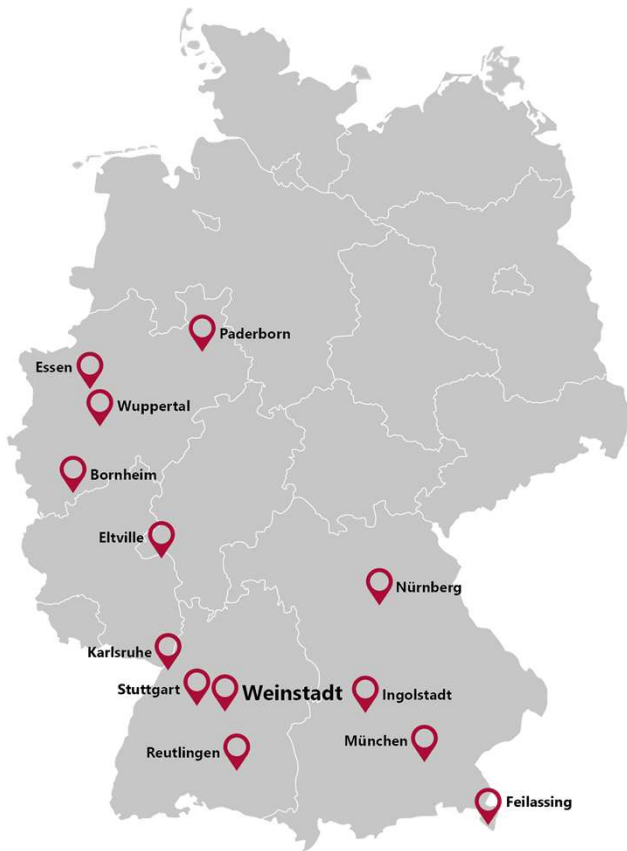 Paderborn
Essen
Wuppertal
Bornheim
Eltville
Nürnberg
Karlsruhe
Stuttgart
Weinstadt
Ingolstadt
München
Reutlingen
Feilassing